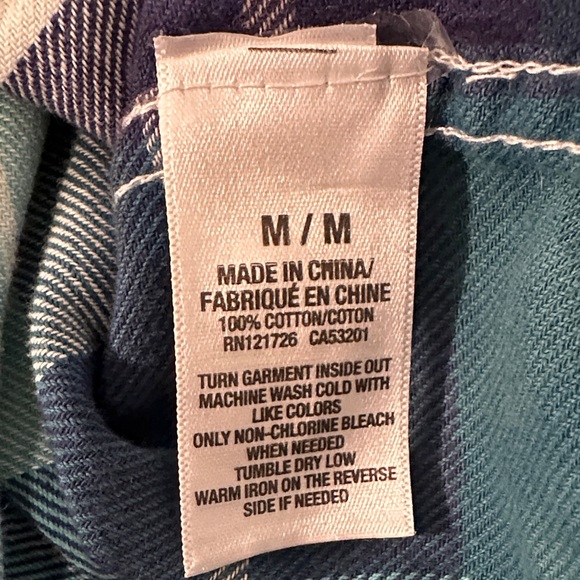 M / M
MADE IN CHINA/
FABRIQUÉ EN CHINE
100% COTTON/COTON
RN121726 CA53201
TURN GARMENT INSIDE OUT
MACHINE WASH COLD WITH
LIKE COLORS
ONLY NON-CHLORINE BLEACH
WHEN NEEDED
TUMBLE DRY LOW
WARM IRON ON THE REVERSE
SIDE IF NEEDED